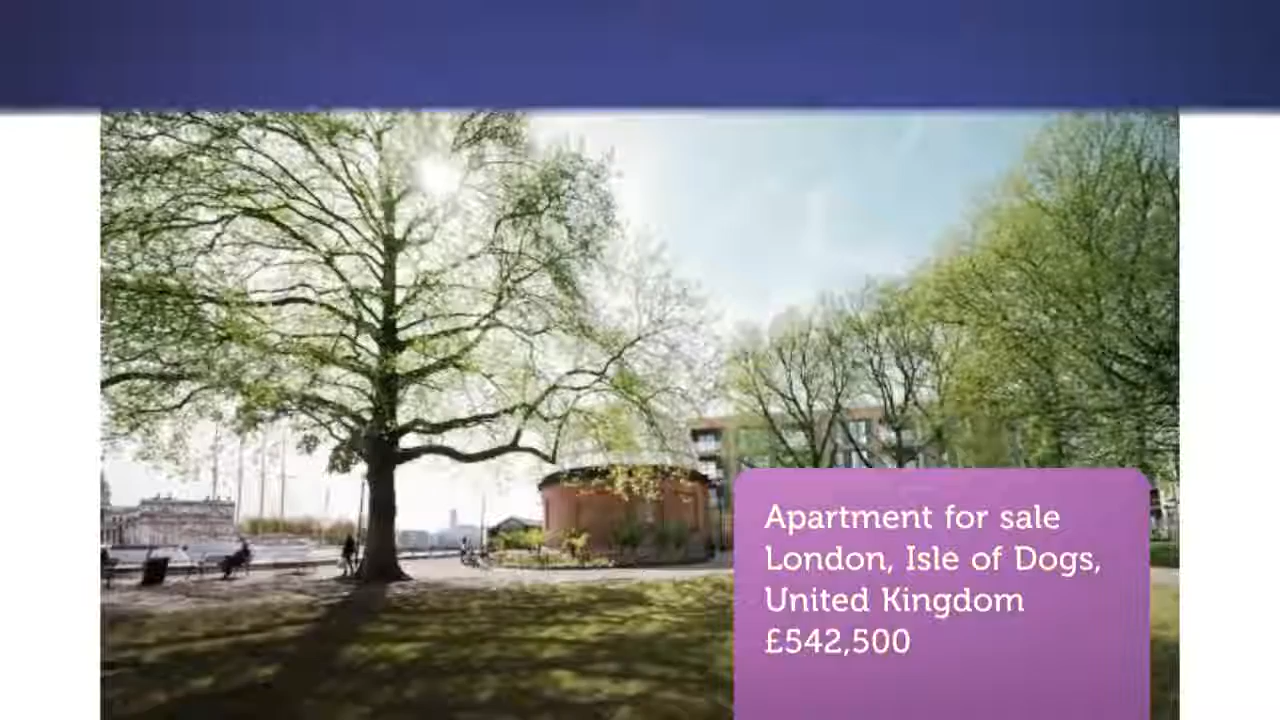 Apartment for sale
London, Isle of Dogs,
United Kingdom
£542,500